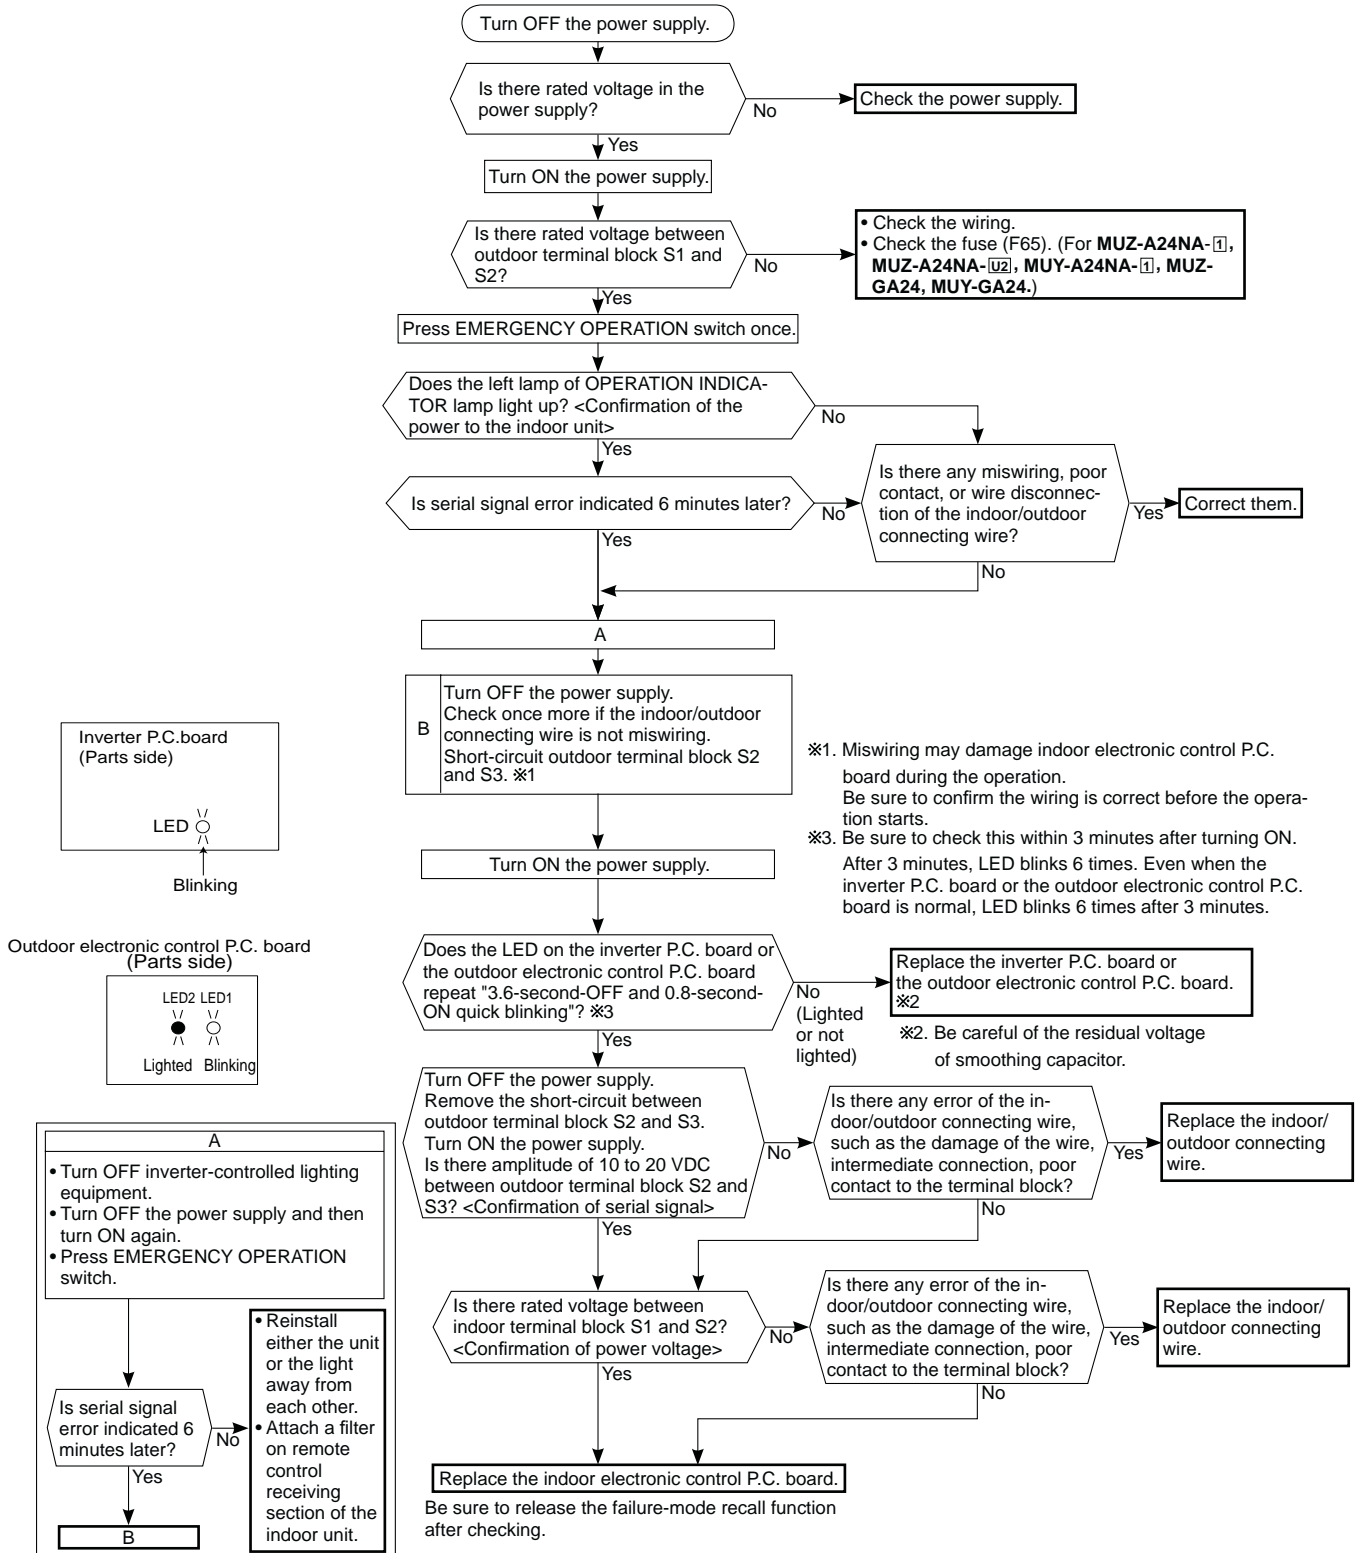 Turn OFF the power supply.
Is there rated voltage in the
power supply?
No
Check the power supply.
Yes
Turn ON the power supply.
Is there rated voltage between
outdoor terminal block S1 and
S2?
No
• Check the wiring.
• Check the fuse (F65). (For MUZ-A24NA-1,
MUZ-A24NA-U2, MUY-A24NA-1, MUZ-
GA24, MUY-GA24.)
Yes
Press EMERGENCY OPERATION switch once.
Does the left lamp of OPERATION INDICA-
TOR lamp light up? <Confirmation of the
power to the indoor unit>
No
Yes
Is serial signal error indicated 6 minutes later?
No
Is there any miswiring, poor
contact, or wire disconnec-
tion of the indoor/outdoor
connecting wire?
Yes
Correct them.
Yes
No
A
B
Turn OFF the power supply.
Check once more if the indoor/outdoor
connecting wire is not miswiring.
Short-circuit outdoor terminal block S2
and S3. ※1
Inverter P.C.board
(Parts side)
LED
Blinking
※1. Miswiring may damage indoor electronic control P.C.
board during the operation.
Be sure to confirm the wiring is correct before the opera-
tion starts.
※3. Be sure to check this within 3 minutes after turning ON.
After 3 minutes, LED blinks 6 times. Even when the
inverter P.C. board or the outdoor electronic control P.C.
board is normal, LED blinks 6 times after 3 minutes.
Turn ON the power supply.
Outdoor electronic control P.C. board
(Parts side)
LED2 LED1
Lighted Blinking
Does the LED on the inverter P.C. board or
the outdoor electronic control P.C. board
repeat "3.6-second-OFF and 0.8-second-
ON quick blinking"? ※3
No
(Lighted
or not
lighted)
Replace the inverter P.C. board or
the outdoor electronic control P.C. board.
※2
※2. Be careful of the residual voltage
of smoothing capacitor.
Yes
Turn OFF the power supply.
Remove the short-circuit between
outdoor terminal block S2 and S3.
Turn ON the power supply.
Is there amplitude of 10 to 20 VDC
between outdoor terminal block S2 and
S3? <Confirmation of serial signal>
No
Is there any error of the in-
door/outdoor connecting wire,
such as the damage of the wire,
intermediate connection, poor
contact to the terminal block?
Yes
Replace the indoor/
outdoor connecting
wire.
Yes
No
Is there rated voltage between
indoor terminal block S1 and S2?
<Confirmation of power voltage>
No
Is there any error of the in-
door/outdoor connecting wire,
such as the damage of the wire,
intermediate connection, poor
contact to the terminal block?
Yes
Replace the indoor/
outdoor connecting
wire.
Yes
No
Replace the indoor electronic control P.C. board.
Be sure to release the failure-mode recall function
after checking.
A
• Turn OFF inverter-controlled lighting
equipment.
• Turn OFF the power supply and then
turn ON again.
• Press EMERGENCY OPERATION
switch.
Is serial signal
error indicated 6
minutes later?
No
• Reinstall
either the unit
or the light
away from
each other.
• Attach a filter
on remote
control
receiving
section of the
indoor unit.
Yes
B